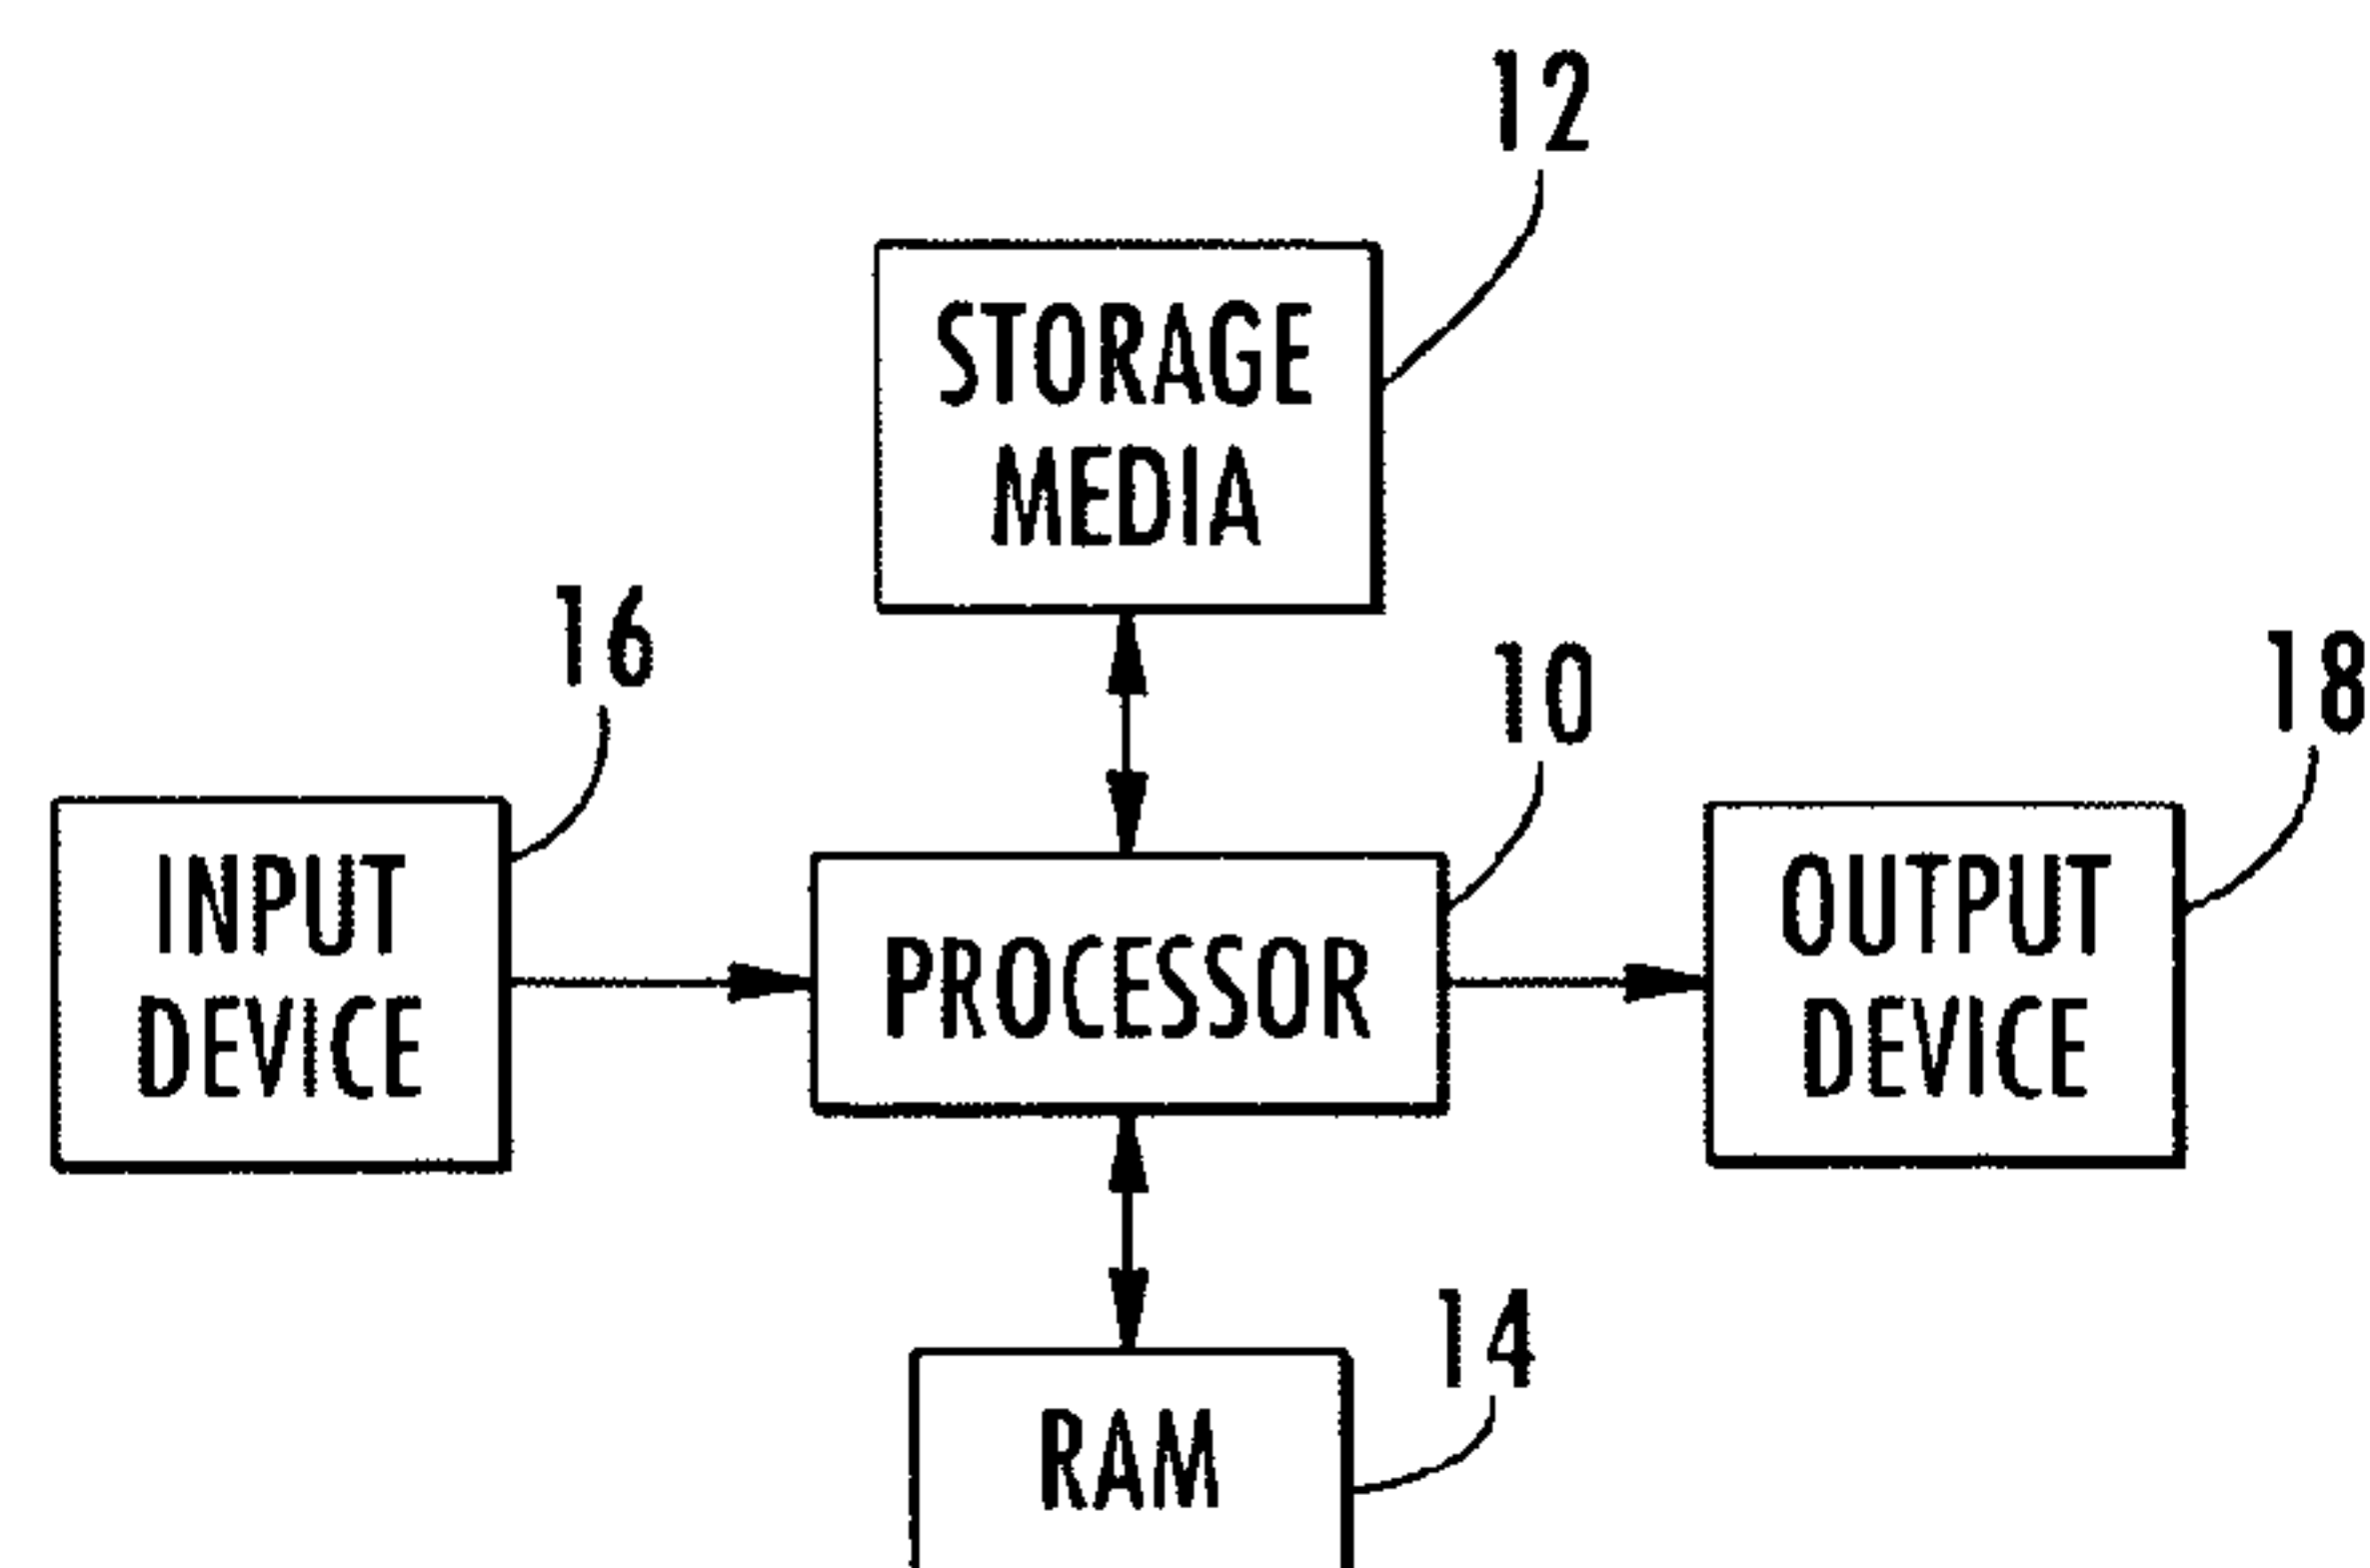 12
STORAGE
MEDIA
16
10
18
INPUT
DEVICE
PROCESSOR
OUTPUT
DEVICE
14
RAM